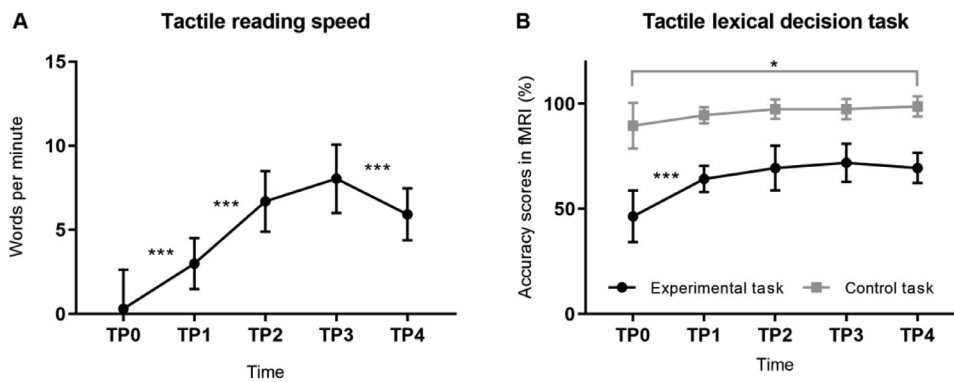 A
Tactile reading speed
Words per minute
15
10
5
0
***
***
***
TP0 TP1 TP2 TP3 TP4
Time
B
Tactile lexical decision task
Accuracy scores in fMRI (%)
100
50
0
*
***
Experimental task
Control task
TP0 TP1 TP2 TP3 TP4
Time